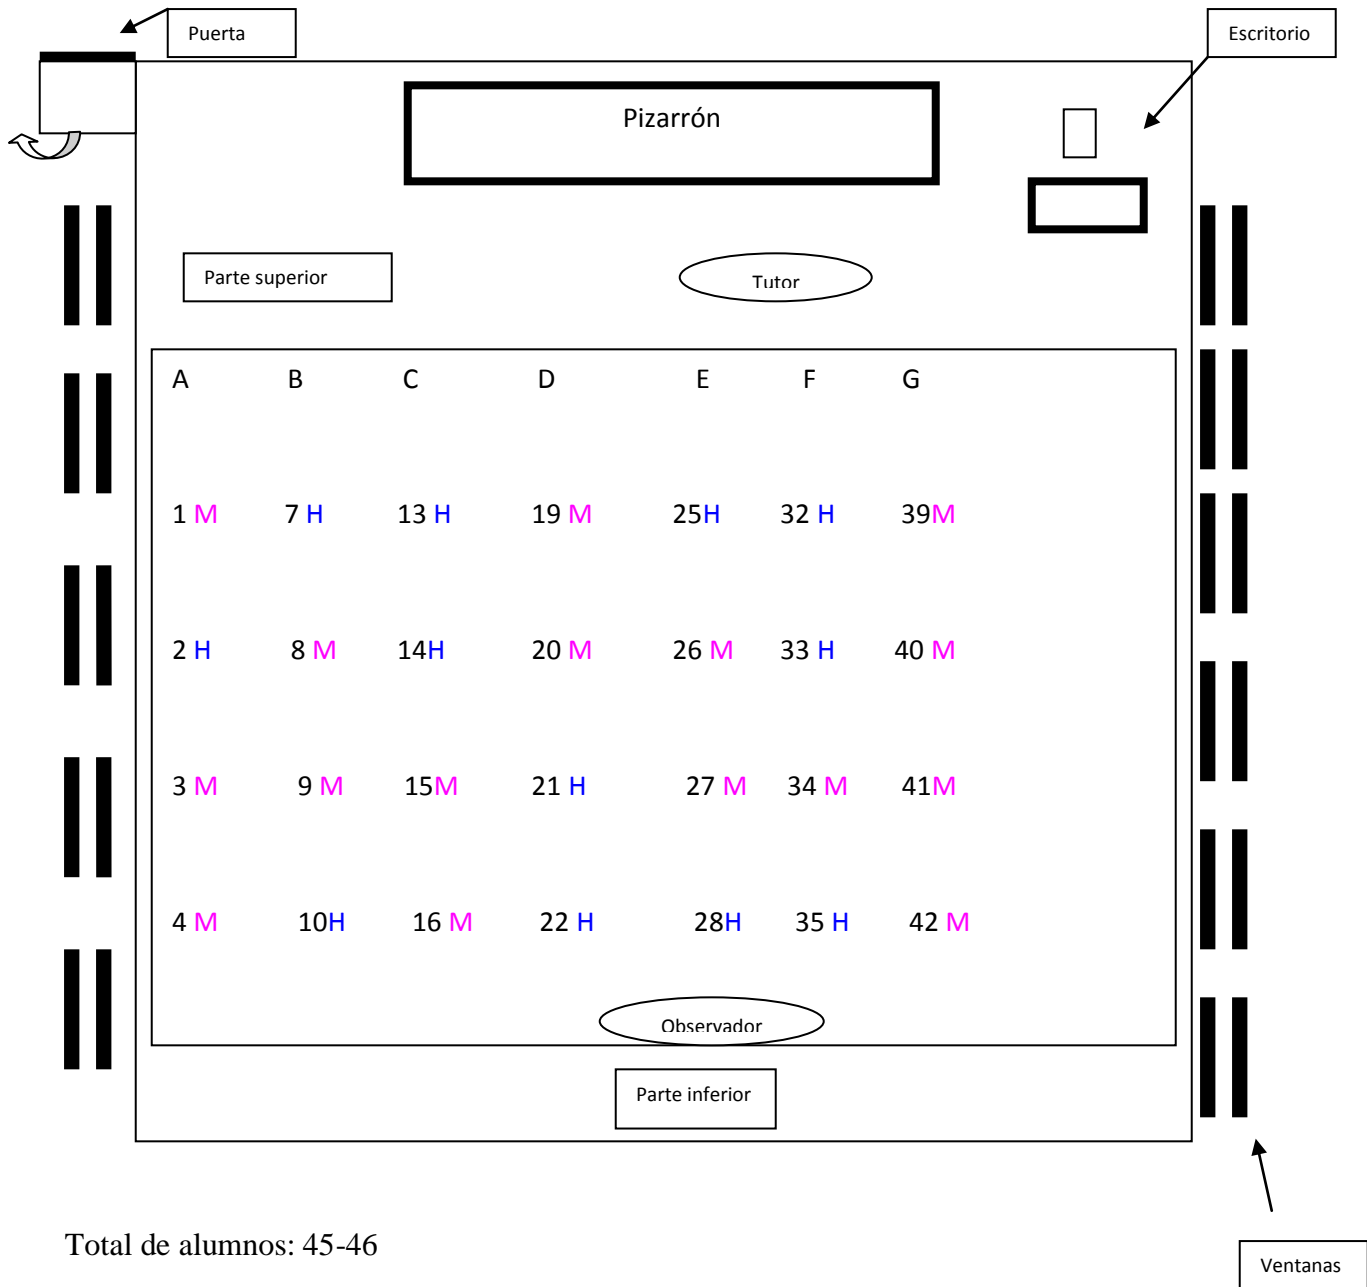 Puerta
Escritorio
Pizarrón
Parte superior
Tutor
A B C D E F G
1 M 7 H 13 H 19 M 25H 32 H 39M
2 H 8 M 14H 20 M 26 M 33 H 40 M
3 M 9 M 15M 21 H 27 M 34 M 41M
4 M 10H 16 M 22 H 28H 35 H 42 M
Observador
Parte inferior
Total de alumnos: 45-46
Ventanas